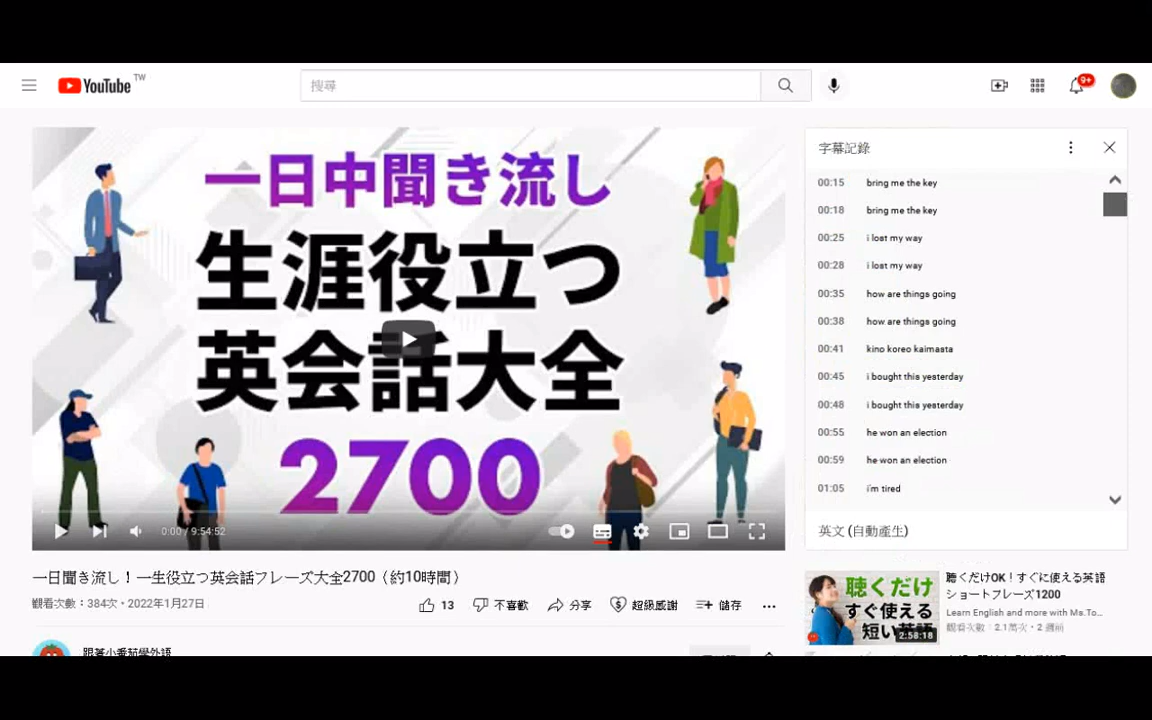 YouTube TW
搜尋
9+
一日中聞き流し
生涯役立つ
英会話大全
2700
0:00 / 9:54:52
一日聞き流し！一生役立つ英会話フレーズ大全2700（約10時間）
觀看次數：384次・2022年1月27日
13
不喜歡
分享
超級感謝
儲存
跟著小番茄學外語
字幕記錄
00:15 bring me the key
00:18 bring me the key
00:25 i lost my way
00:28 i lost my way
00:35 how are things going
00:38 how are things going
00:41 kino koreo kaimasta
00:45 i bought this yesterday
00:48 i bought this yesterday
00:55 he won an election
00:59 he won an election
01:05 i'm tired
英文 (自動產生)
聴くだけ
すぐ使える
短い英語
2:58:18
聴くだけOK！すぐに使える英語
ショートフレーズ1200
Learn English and more with Ms.To...
觀看次數：2.1萬次・2 週前